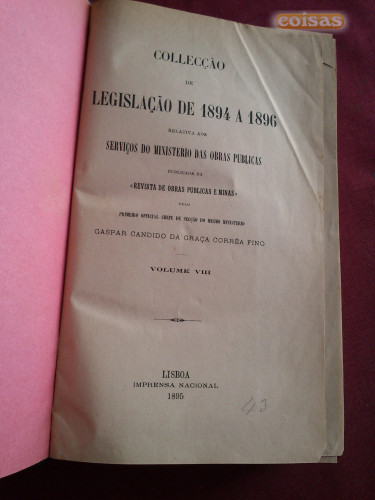 coisas
COLLECÇÃO
DE
LEGISLAÇÃO DE 1894 A 1896
RELATIVA AOS
SERVIÇOS DO MINISTERIO DAS OBRAS PUBLICAS
PUBLICADA NA
«REVISTA DE OBRAS PUBLICAS E MINAS»
PELO
PRIMEIRO OFFICIAL CHEFE DE SECÇÃO DO MESMO MINISTERIO
GASPAR CANDIDO DA GRAÇA CORRÊA FINO
VOLUME VIII
LISBOA
IMPRENSA NACIONAL
1895
43